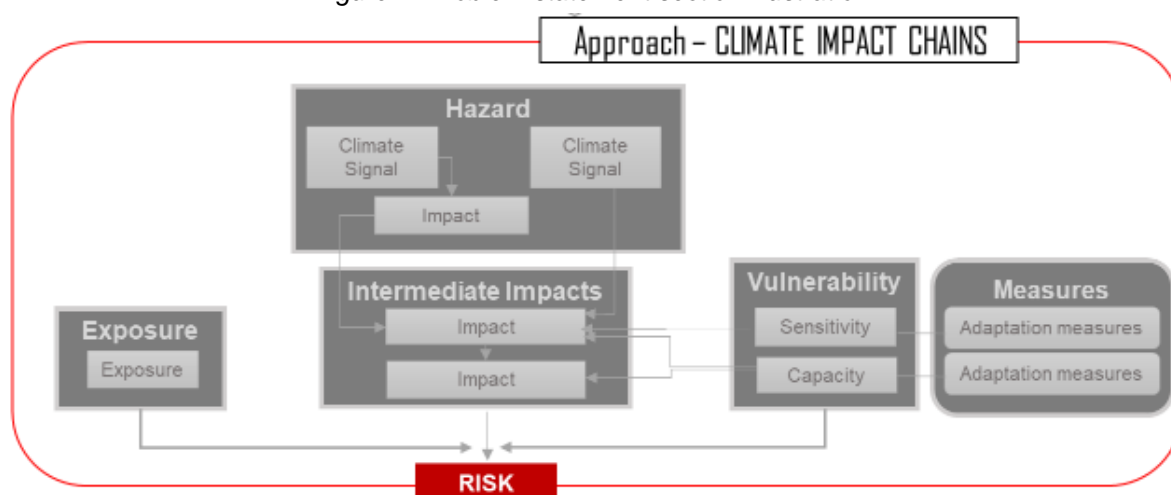 Approach – CLIMATE IMPACT CHAINS
Hazard
Climate
Signal
Climate
Signal
Impact
Intermediate Impacts
Impact
Impact
Exposure
Exposure
Vulnerability
Sensitivity
Capacity
Measures
Adaptation measures
Adaptation measures
RISK